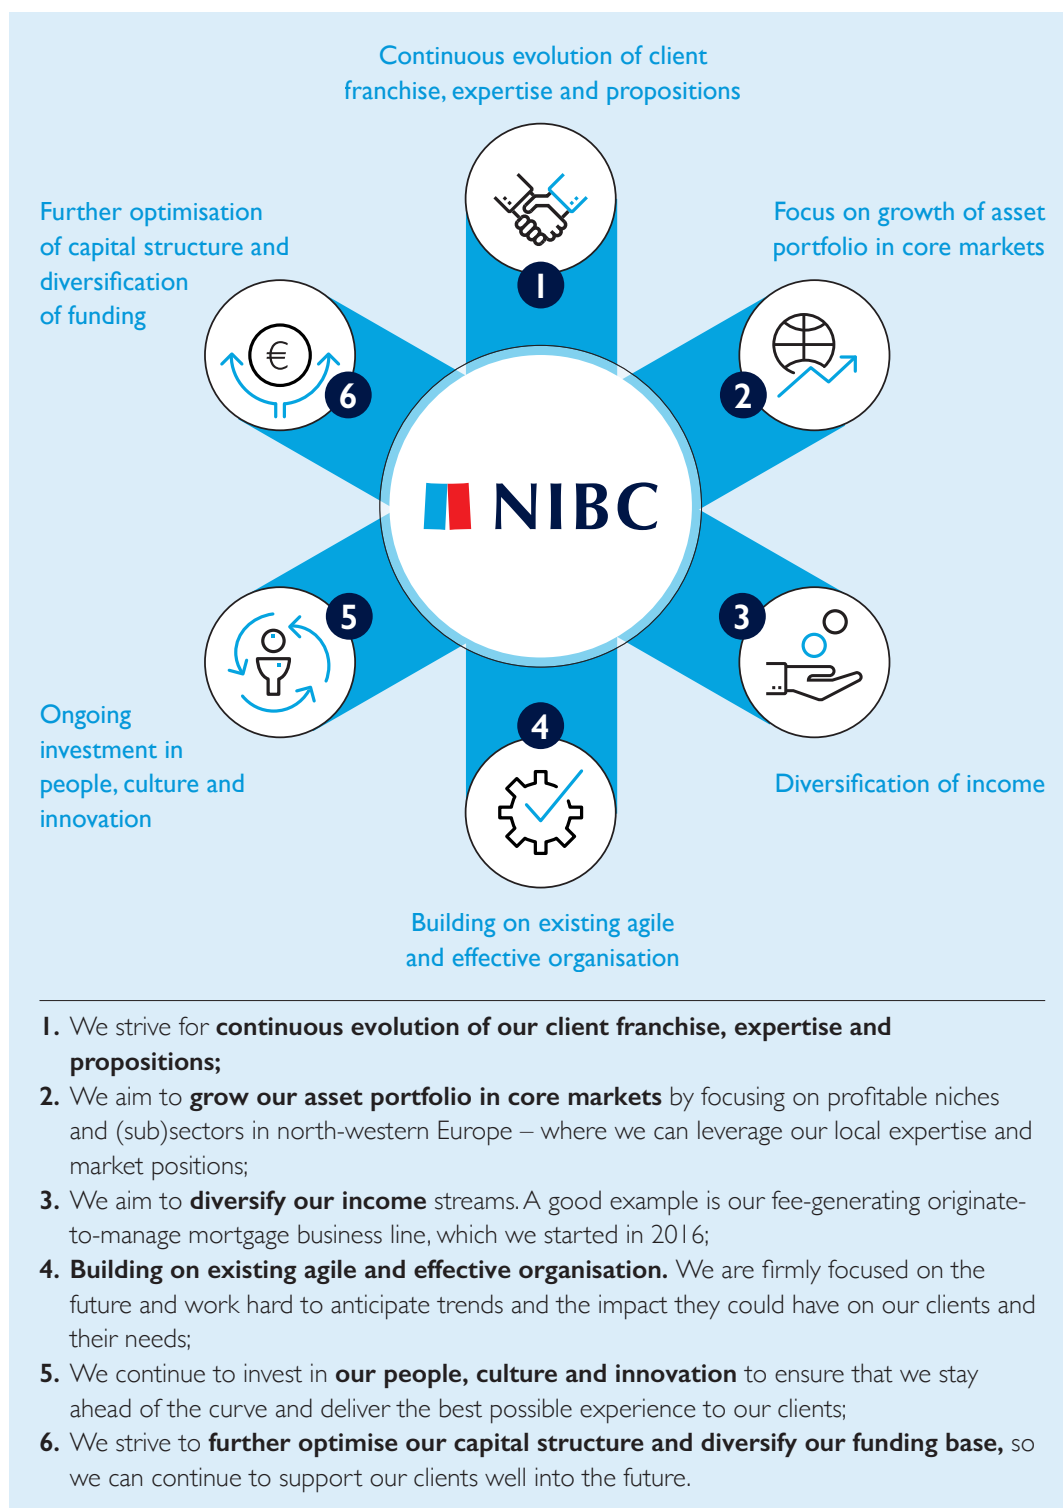 Continuous evolution of client
franchise, expertise and propositions
Further optimisation
of capital structure and
diversification
of funding
Focus on growth of asset
portfolio in core markets
1
€
6
2
NIBC
5
3
4
Ongoing
investment in
people, culture and
innovation
Diversification of income
Building on existing agile
and effective organisation
1. We strive for continuous evolution of our client franchise, expertise and
propositions;
2. We aim to grow our asset portfolio in core markets by focusing on profitable niches
and (sub)sectors in north-western Europe – where we can leverage our local expertise and
market positions;
3. We aim to diversify our income streams. A good example is our fee-generating originate-
to-manage mortgage business line, which we started in 2016;
4. Building on existing agile and effective organisation. We are firmly focused on the
future and work hard to anticipate trends and the impact they could have on our clients and
their needs;
5. We continue to invest in our people, culture and innovation to ensure that we stay
ahead of the curve and deliver the best possible experience to our clients;
6. We strive to further optimise our capital structure and diversify our funding base, so
we can continue to support our clients well into the future.